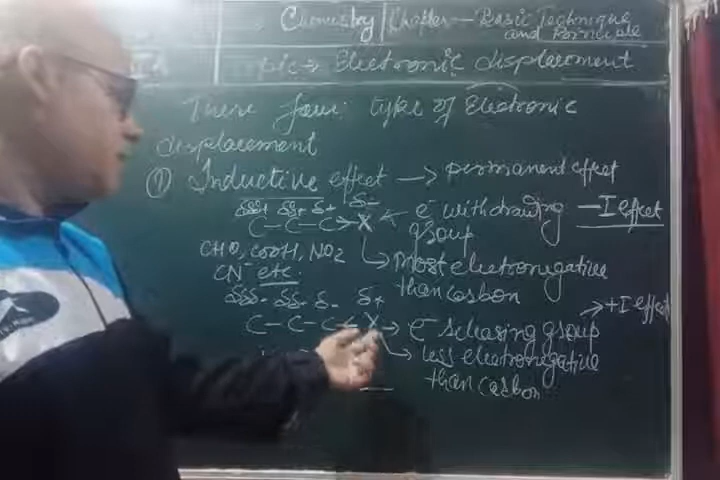 Chemistry/Chapter — Basic Technique
and Principle
pic → Electronic displacement
There four types of Electronic
displacement
① Inductive effect → permanent effect
δδδ+ δδ+ δ+ δ-
C-C-C>X ← e⁻ withdrawing -I effect
group
CHO, COOH, NO2
CN⁻ etc.
↳ Most electronegative
than carbon
δδδ- δδ- δ- δ+
→ +I effect
C-C-C<X → e⁻ releasing group
↳ less electronegative
than carbon